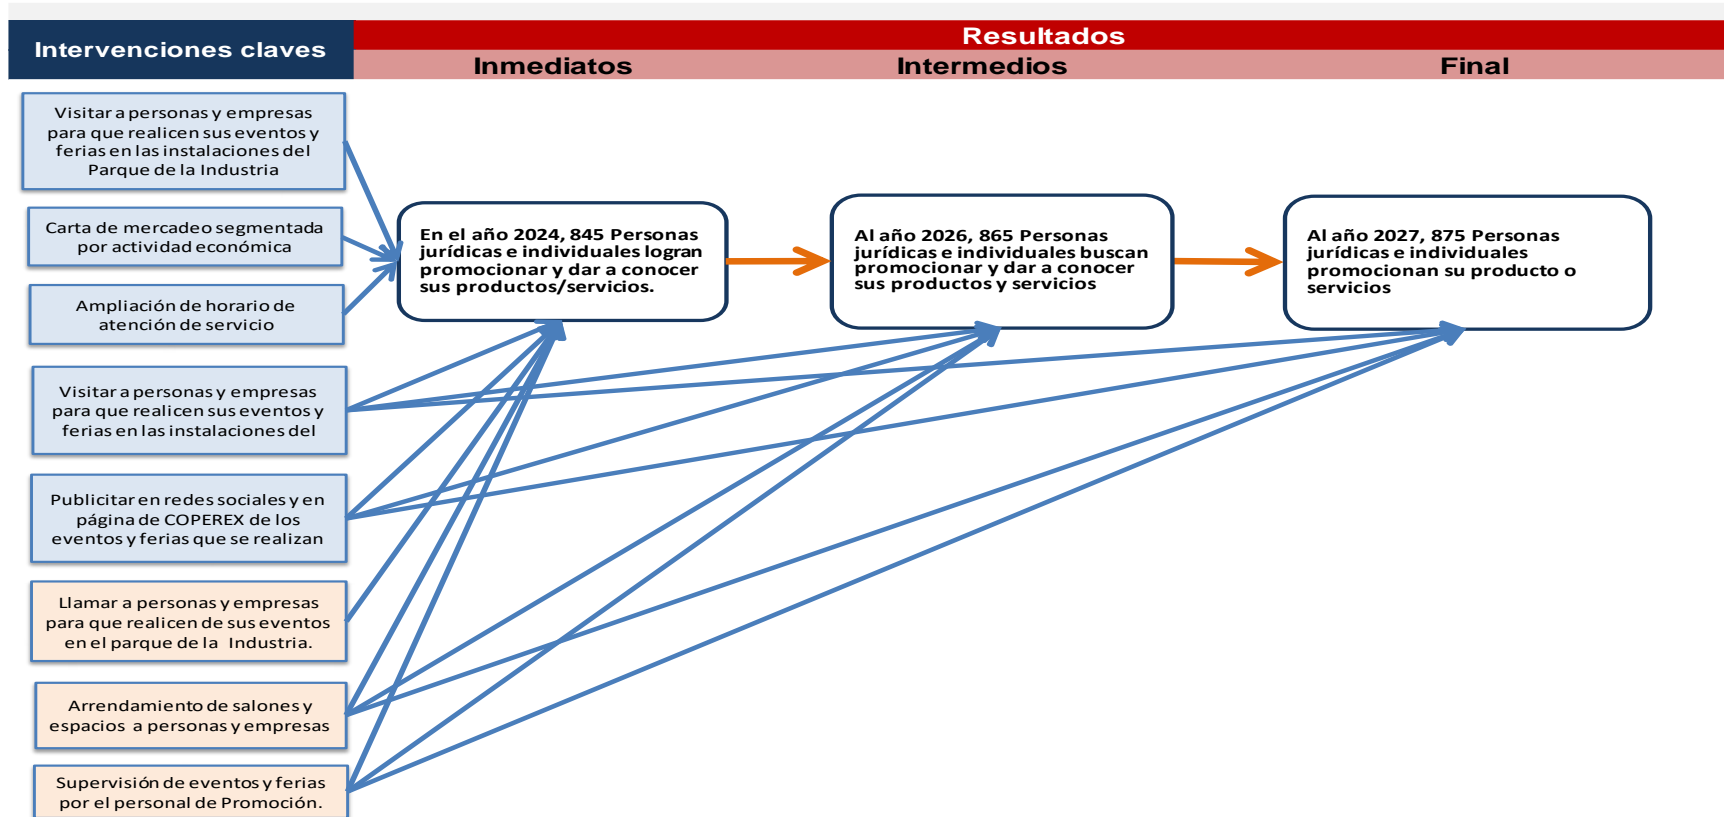 Intervenciones claves
Resultados
Inmediatos
Intermedios
Final
Visitar a personas y empresas
para que realicen sus eventos y
ferias en las instalaciones del
Parque de la Industria
Carta de mercadeo segmentada
por actividad económica
Ampliación de horario de
atención de servicio
Visitar a personas y empresas
para que realicen sus eventos y
ferias en las instalaciones del
Publicitar en redes sociales y en
página de COPEREX de los
eventos y ferias que se realizan
Llamar a personas y empresas
para que realicen de sus eventos
en el parque de la Industria.
Arrendamiento de salones y
espacios a personas y empresas
Supervisión de eventos y ferias
por el personal de Promoción.
En el año 2024, 845 Personas
jurídicas e individuales logran
promocionar y dar a conocer
sus productos/servicios.
Al año 2026, 865 Personas
jurídicas e individuales buscan
promocionar y dar a conocer
sus productos y servicios
Al año 2027, 875 Personas
jurídicas e individuales
promocionan su producto o
servicios